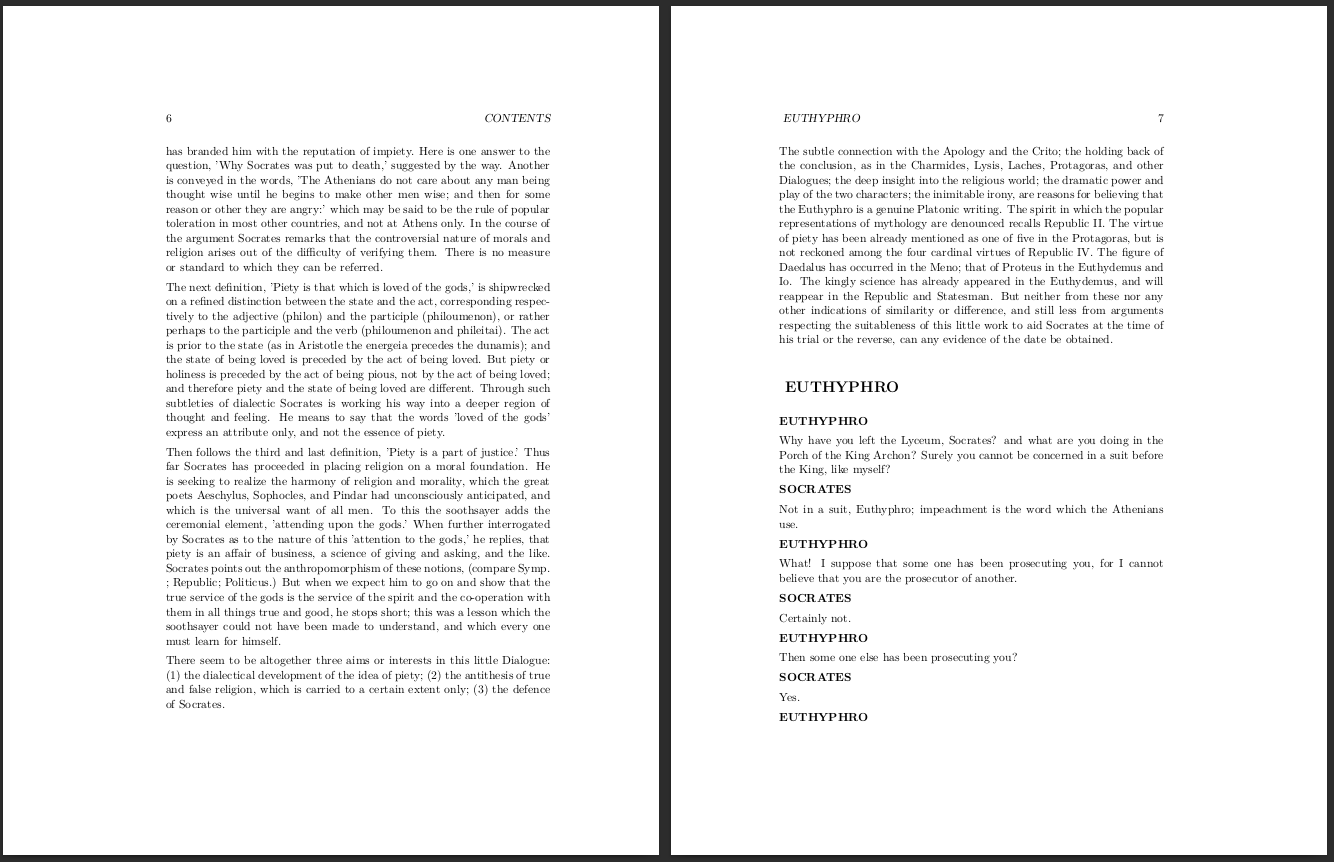 6 CONTENTS
has branded him with the reputation of impiety. Here is one answer to the
question, 'Why Socrates was put to death,' suggested by the way. Another
is conveyed in the words, 'The Athenians do not care about any man being
thought wise until he begins to make other men wise; and then for some
reason or other they are angry:' which may be said to be the rule of popular
toleration in most other countries, and not at Athens only. In the course of
the argument Socrates remarks that the controversial nature of morals and
religion arises out of the difficulty of verifying them. There is no measure
or standard to which they can be referred.
The next definition, 'Piety is that which is loved of the gods,' is shipwrecked
on a refined distinction between the state and the act, corresponding respec-
tively to the adjective (philon) and the participle (philoumenon), or rather
perhaps to the participle and the verb (philoumenon and phileitai). The act
is prior to the state (as in Aristotle the energeia precedes the dunamis); and
the state of being loved is preceded by the act of being loved. But piety or
holiness is preceded by the act of being pious, not by the act of being loved;
and therefore piety and the state of being loved are different. Through such
subtleties of dialectic Socrates is working his way into a deeper region of
thought and feeling. He means to say that the words 'loved of the gods'
express an attribute only, and not the essence of piety.
Then follows the third and last definition, 'Piety is a part of justice.' Thus
far Socrates has proceeded in placing religion on a moral foundation. He
is seeking to realize the harmony of religion and morality, which the great
poets Aeschylus, Sophocles, and Pindar had unconsciously anticipated, and
which is the universal want of all men. To this the soothsayer adds the
ceremonial element, 'attending upon the gods.' When further interrogated
by Socrates as to the nature of this 'attention to the gods,' he replies, that
piety is an affair of business, a science of giving and asking, and the like.
Socrates points out the anthropomorphism of these notions, (compare Symp.
; Republic; Politicus.) But when we expect him to go on and show that the
true service of the gods is the service of the spirit and the co-operation with
them in all things true and good, he stops short; this was a lesson which the
soothsayer could not have been made to understand, and which every one
must learn for himself.
There seem to be altogether three aims or interests in this little Dialogue:
(1) the dialectical development of the idea of piety; (2) the antithesis of true
and false religion, which is carried to a certain extent only; (3) the defence
of Socrates.
EUTHYPHRO 7
The subtle connection with the Apology and the Crito; the holding back of
the conclusion, as in the Charmides, Lysis, Laches, Protagoras, and other
Dialogues; the deep insight into the religious world; the dramatic power and
play of the two characters; the inimitable irony, are reasons for believing that
the Euthyphro is a genuine Platonic writing. The spirit in which the popular
representations of mythology are denounced recalls Republic II. The virtue
of piety has been already mentioned as one of five in the Protagoras, but is
not reckoned among the four cardinal virtues of Republic IV. The figure of
Daedalus has occurred in the Meno; that of Proteus in the Euthydemus and
Io. The kingly science has already appeared in the Euthydemus, and will
reappear in the Republic and Statesman. But neither from these nor any
other indications of similarity or difference, and still less from arguments
respecting the suitableness of this little work to aid Socrates at the time of
his trial or the reverse, can any evidence of the date be obtained.
EUTHYPHRO
EUTHYPHRO
Why have you left the Lyceum, Socrates? and what are you doing in the
Porch of the King Archon? Surely you cannot be concerned in a suit before
the King, like myself?
SOCRATES
Not in a suit, Euthyphro; impeachment is the word which the Athenians
use.
EUTHYPHRO
What! I suppose that some one has been prosecuting you, for I cannot
believe that you are the prosecutor of another.
SOCRATES
Certainly not.
EUTHYPHRO
Then some one else has been prosecuting you?
SOCRATES
Yes.
EUTHYPHRO